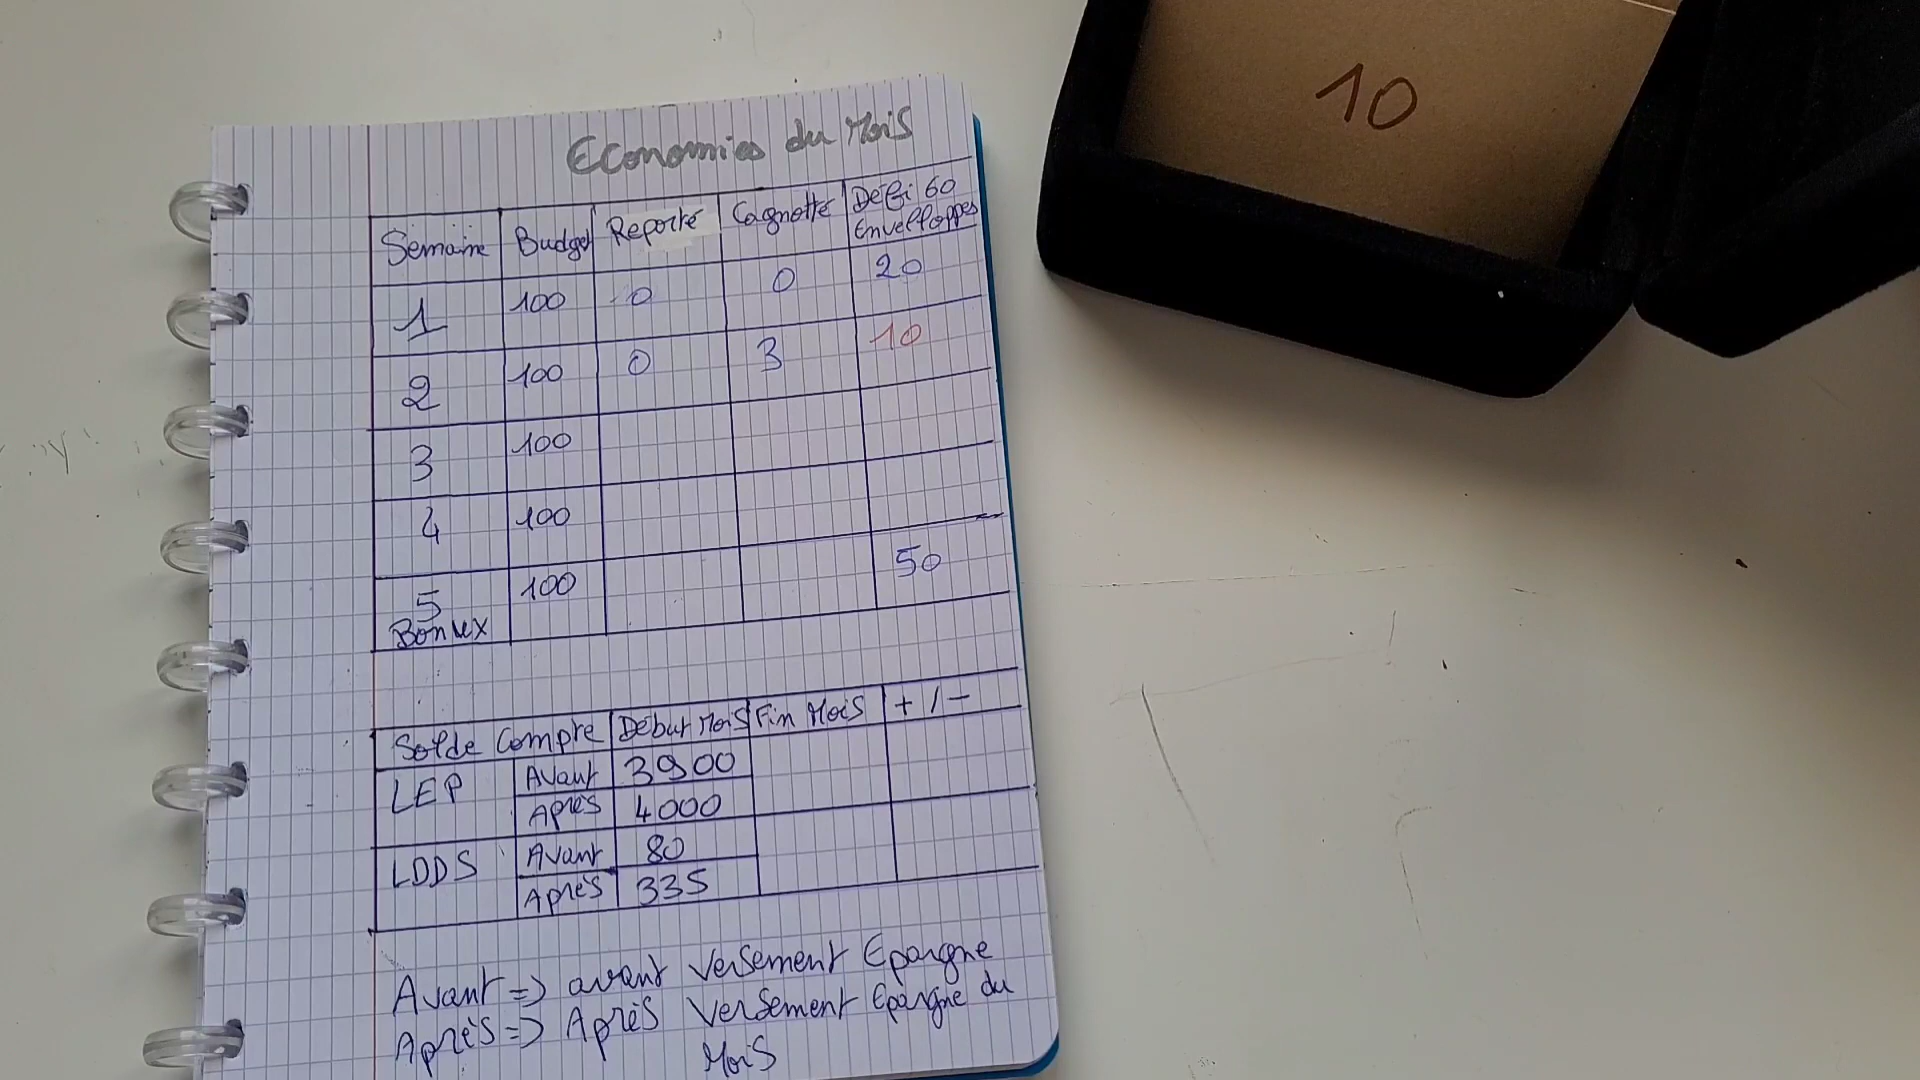 10
Economies du Mois
Semaine Budget Reporté Cagnotte Défi 60 Envelloppes
1 100 0 0 20
2 100 0 3 10
3 100
4 100
5 Bonux 100 50
Solde Compte Début Mois Fin Mois + / -
LEP Avant 3900
Après 4000
LDDS Avant 80
Après 335
Avant => avant Versement Epargne
Après => Après Versement Epargne du
Mois